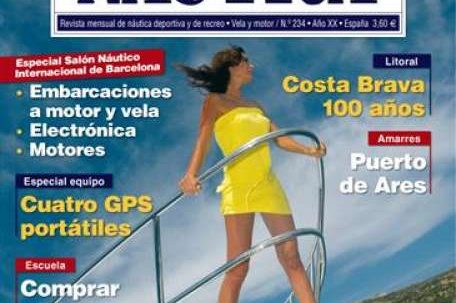 Revista mensual de náutica deportiva y de recreo • Vela y motor / N.º 234 • Año XX • España 3,60 €
Especial Salón Náutico
Internacional de Barcelona
• Embarcaciones
a motor y vela
• Electrónica
• Motores
Litoral
Costa Brava
100 años
Amarres
Puerto
de Ares
Especial equipo
Cuatro GPS
portátiles
Escuela
Comprar